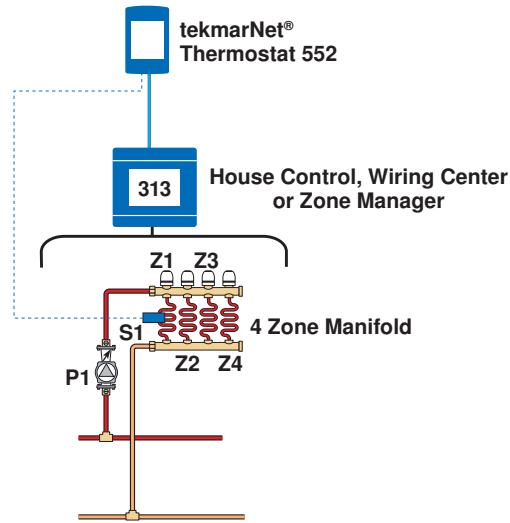 tekmarNet®
Thermostat 552
313
House Control, Wiring Center
or Zone Manager
Z1 Z3
S1
4 Zone Manifold
Z2 Z4
P1